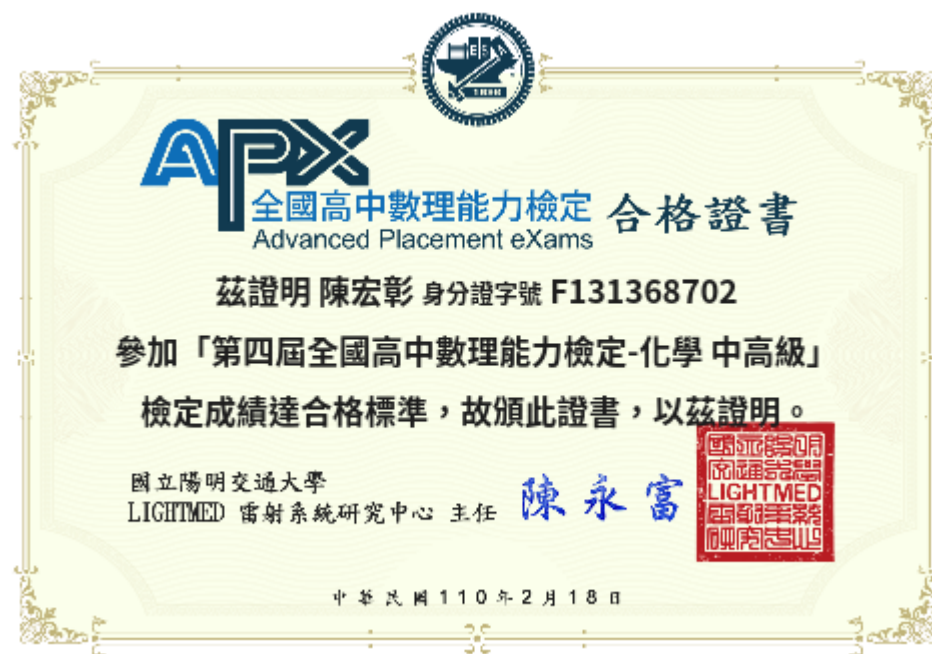 APX
全國高中數理能力檢定 合格證書
Advanced Placement eXams
茲證明 陳宏彰 身分證字號 F131368702
參加「第四屆全國高中數理能力檢定-化學 中高級」
檢定成績達合格標準,故頒此證書,以茲證明。
國立陽明交通大學
LIGHTMED 雷射系統研究中心 主任 陳永富
LIGHTMED
中華民國110年2月18日